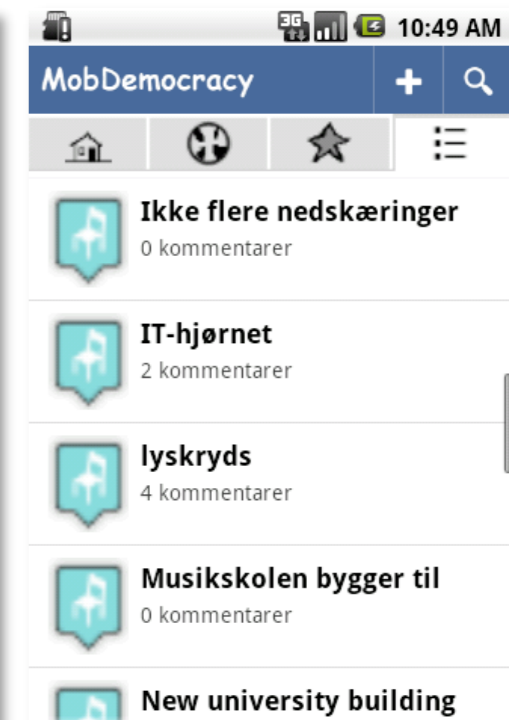 3G 10:49 AM
MobDemocracy
Ikke flere nedskæringer
0 kommentarer
IT-hjørnet
2 kommentarer
lyskryds
4 kommentarer
Musikskolen bygger til
0 kommentarer
New university building